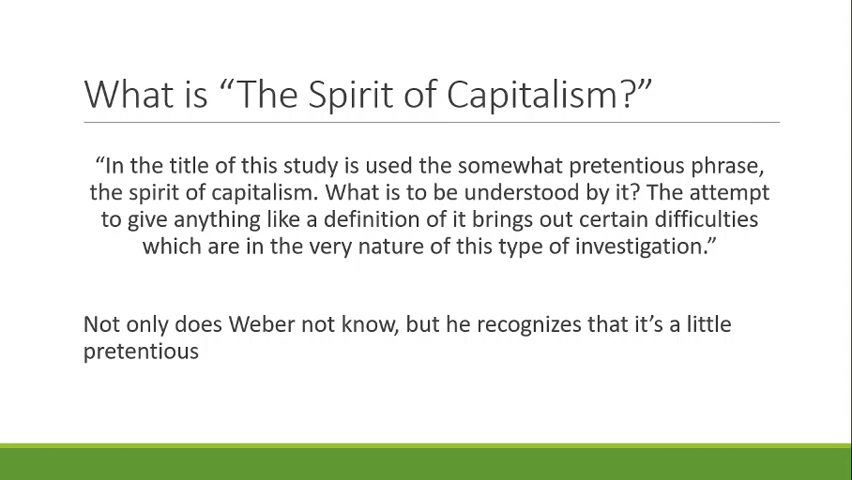 What is “The Spirit of Capitalism?”
“In the title of this study is used the somewhat pretentious phrase,
the spirit of capitalism. What is to be understood by it? The attempt
to give anything like a definition of it brings out certain difficulties
which are in the very nature of this type of investigation.”
Not only does Weber not know, but he recognizes that it’s a little
pretentious